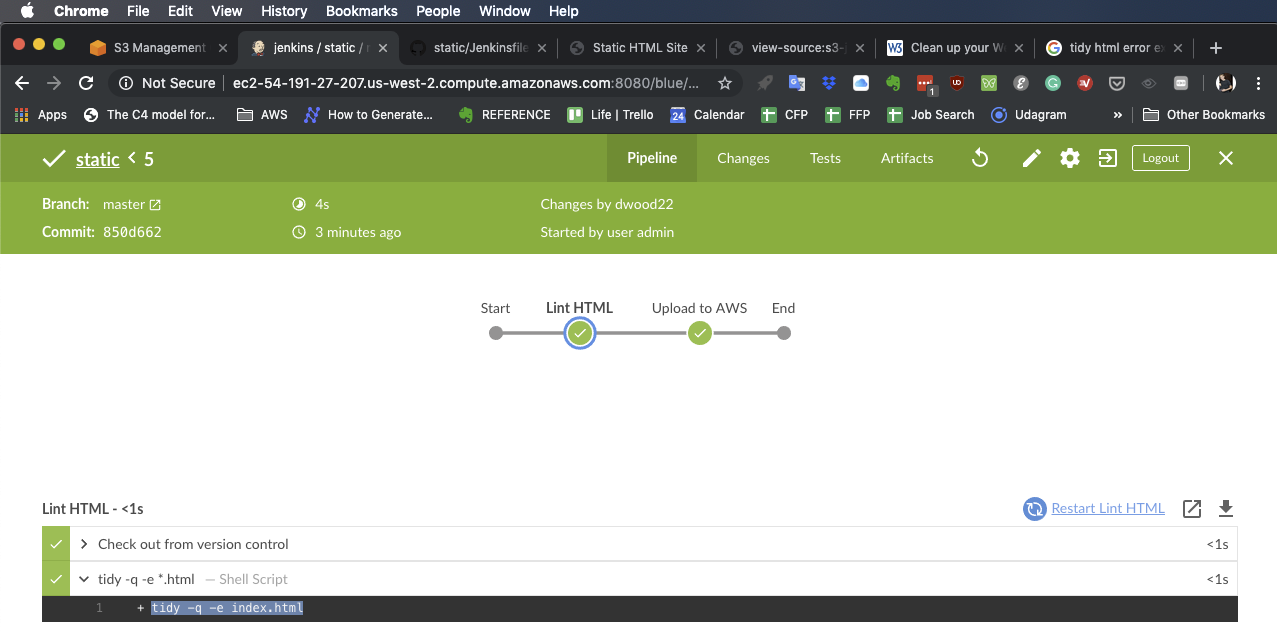 Chrome File Edit View History Bookmarks People Window Help
S3 Management jenkins / static / static/Jenkinsfile Static HTML Site view-source:s3- W3 Clean up your W tidy html error e
Not Secure ec2-54-191-27-207.us-west-2.compute.amazonaws.com:8080/blue/... 1
Apps The C4 model for... AWS How to Generate... REFERENCE Life | Trello 24 Calendar CFP FFP Job Search Udagram » Other Bookmarks
static < 5 Pipeline Changes Tests Artifacts Logout
Branch: master 4s Changes by dwood22
Commit: 850d662 3 minutes ago Started by user admin
Start Lint HTML Upload to AWS End
Lint HTML - <1s Restart Lint HTML
Check out from version control <1s
tidy -q -e *.html — Shell Script <1s
1 + tidy -q -e index.html